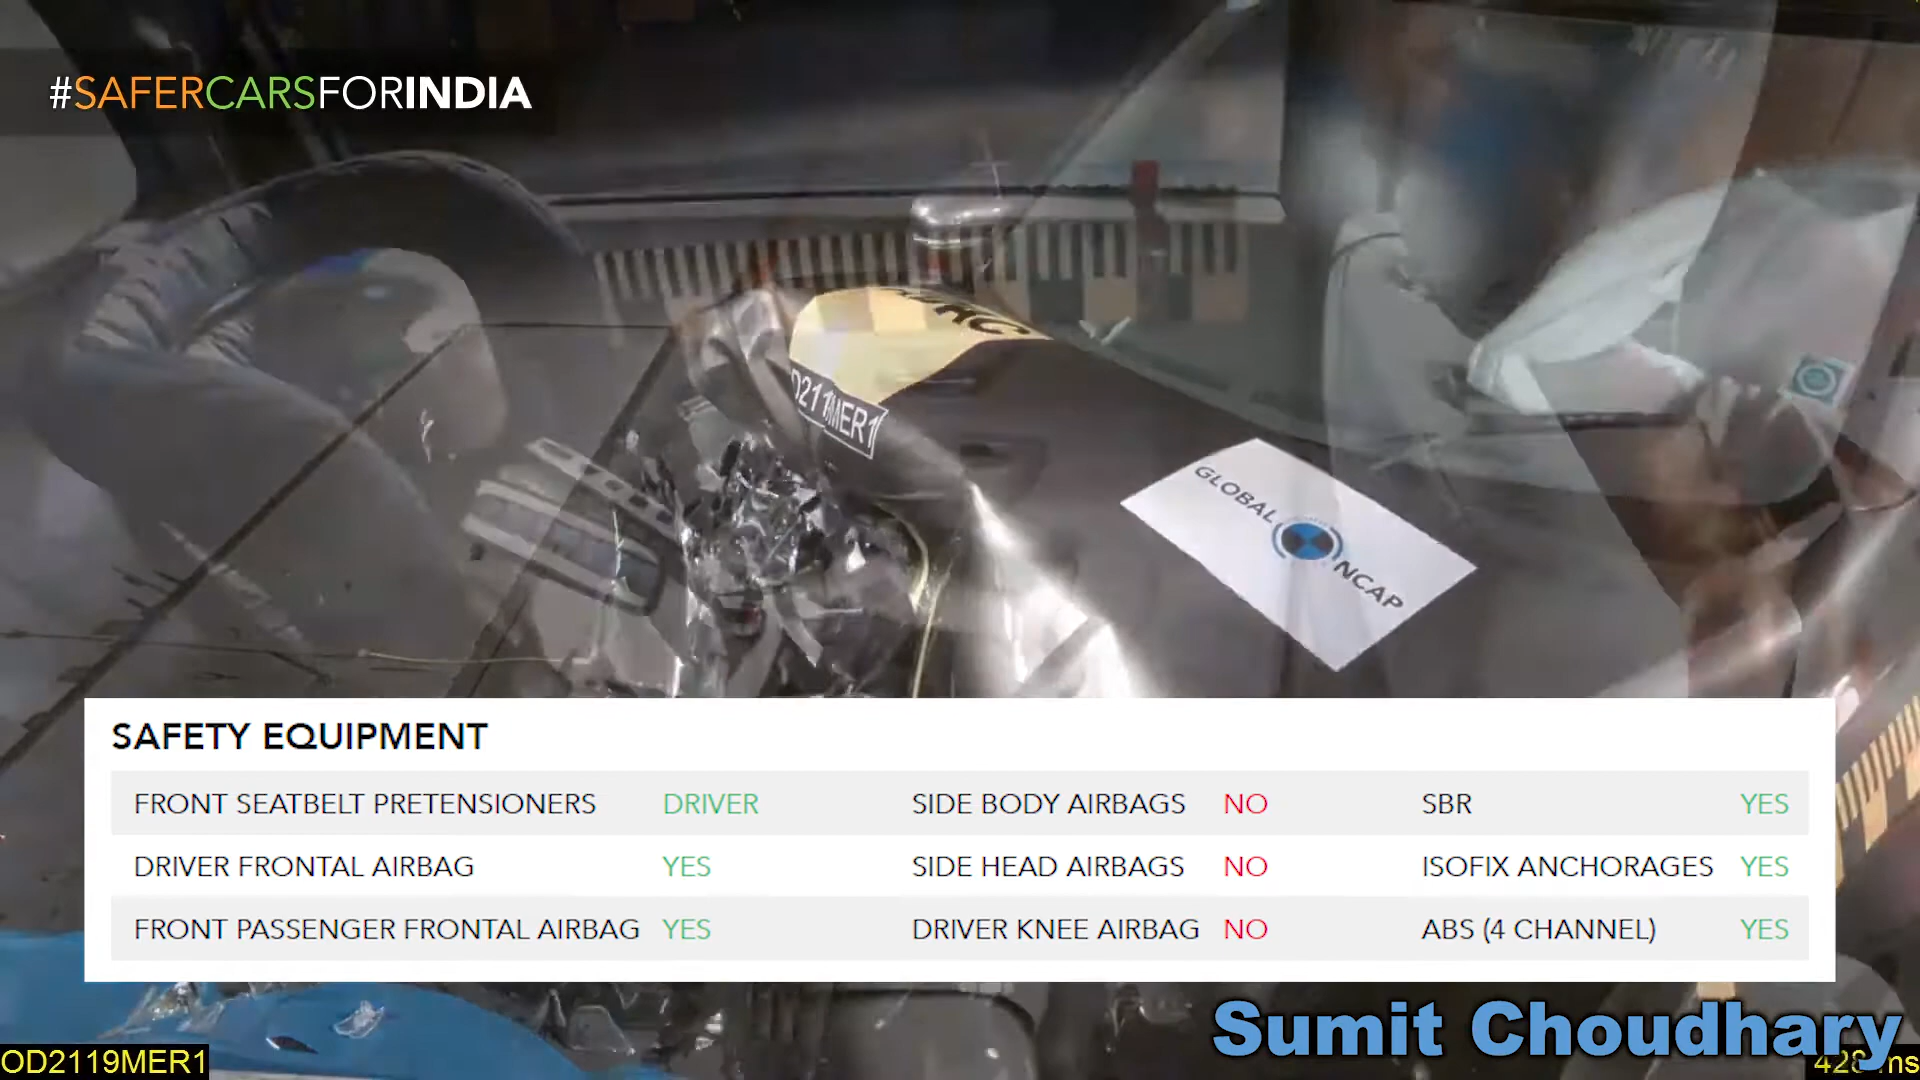 #SAFERCARSFORINDIA
D2119MER1
GLOBAL NCAP
SAFETY EQUIPMENT
FRONT SEATBELT PRETENSIONERS DRIVER SIDE BODY AIRBAGS NO SBR YES
DRIVER FRONTAL AIRBAG YES SIDE HEAD AIRBAGS NO ISOFIX ANCHORAGES YES
FRONT PASSENGER FRONTAL AIRBAG YES DRIVER KNEE AIRBAG NO ABS (4 CHANNEL) YES
Sumit Choudhary
OD2119MER1